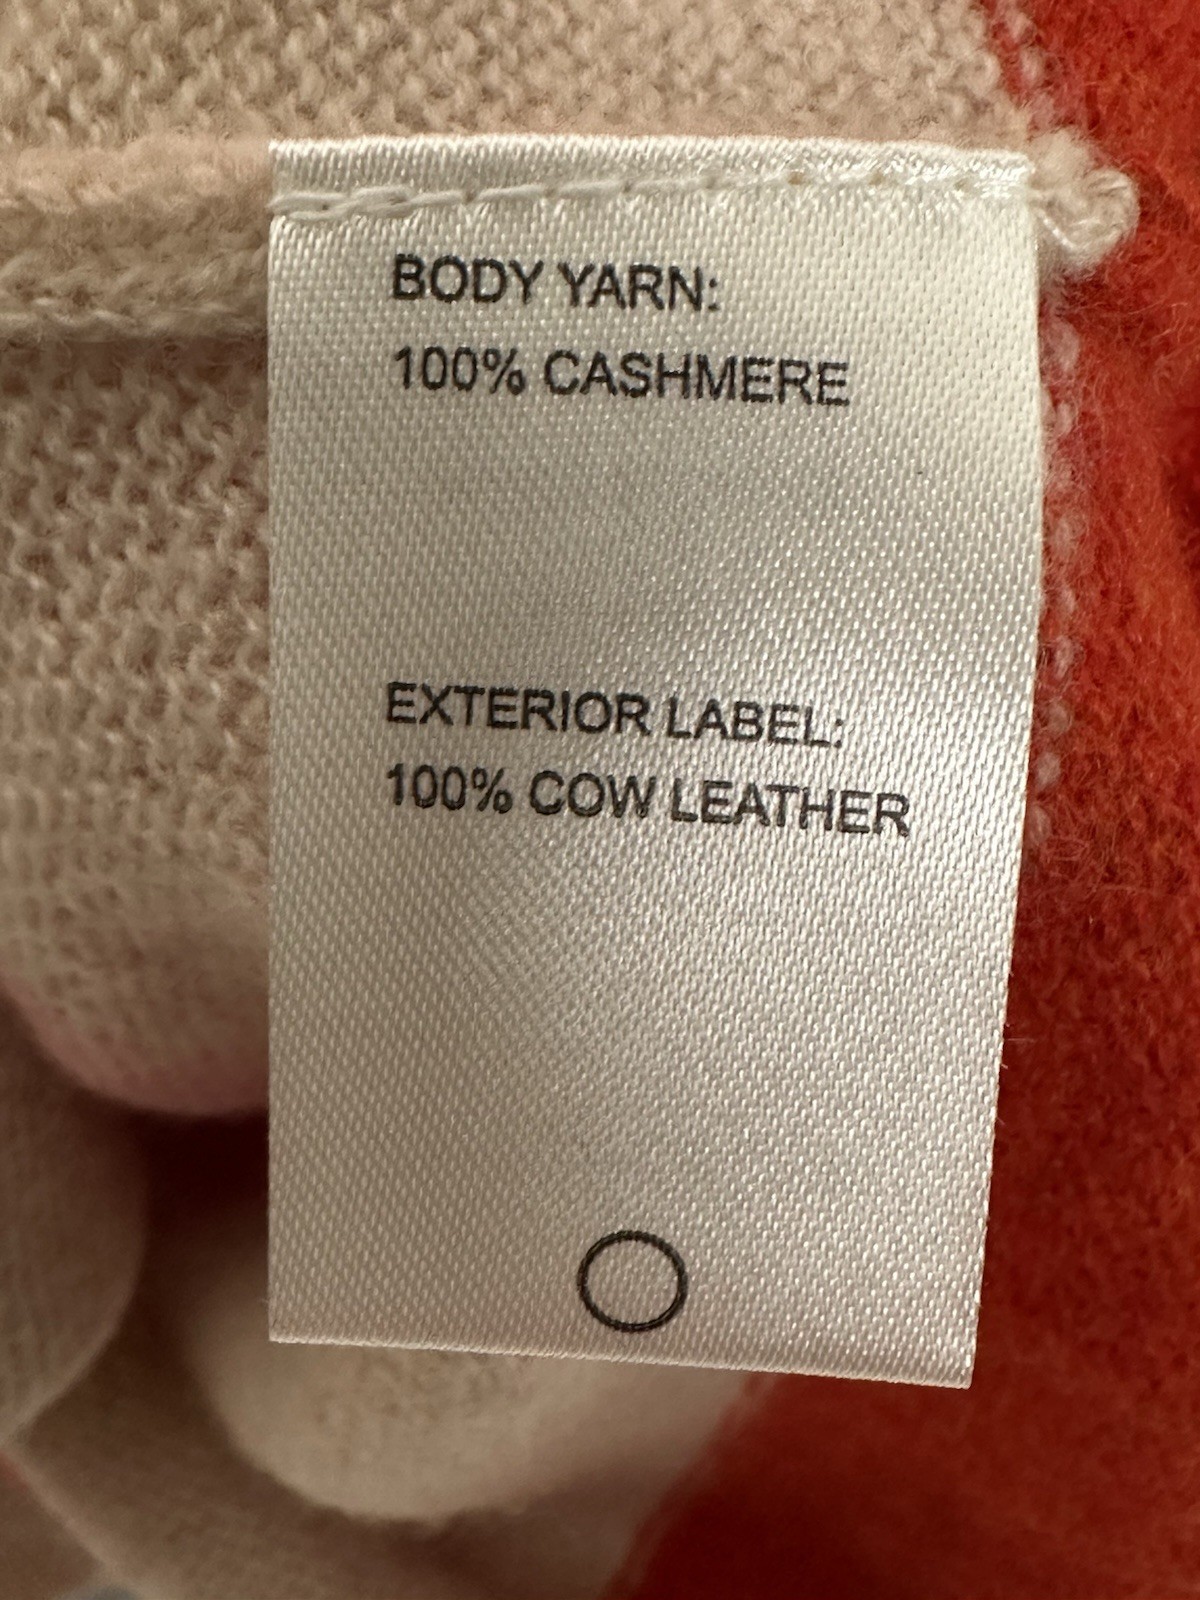 BODY YARN:
100% CASHMERE
EXTERIOR LABEL:
100% COW LEATHER